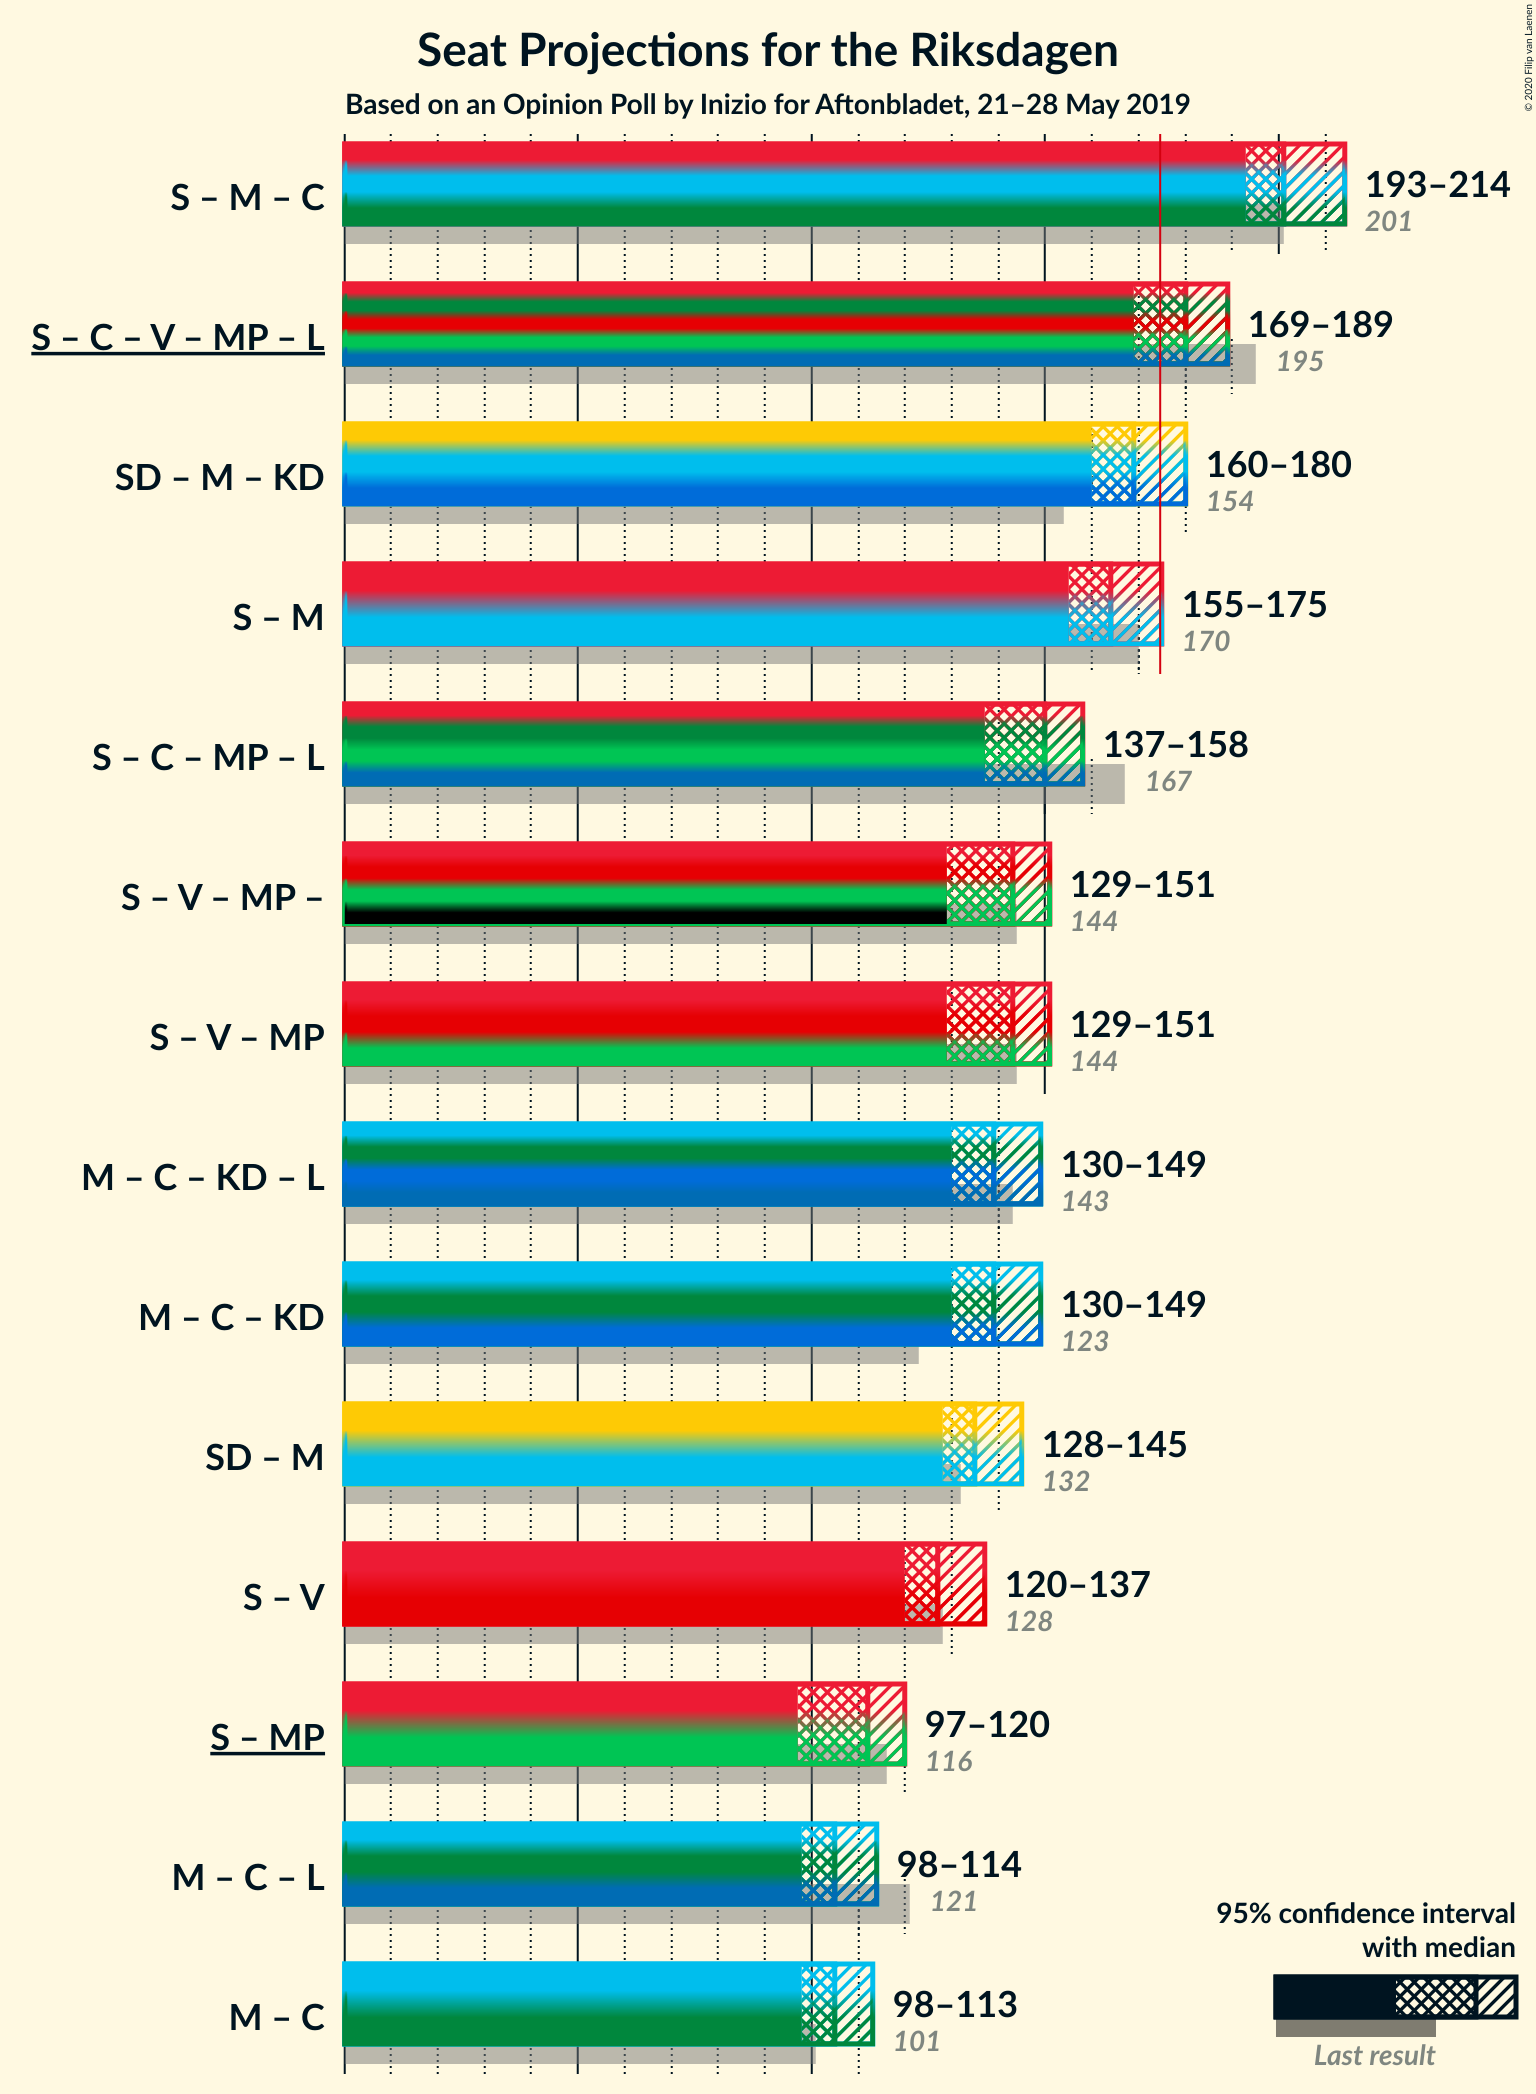 Seat Projections for the Riksdagen
Based on an Opinion Poll by Inizio for Aftonbladet, 21–28 May 2019
© 2020 Filip van Laenen
S – M – C
193–214
201
S – C – V – MP – L
169–189
195
SD – M – KD
160–180
154
S – M
155–175
170
S – C – MP – L
137–158
167
S – V – MP –
129–151
144
S – V – MP
129–151
144
M – C – KD – L
130–149
143
M – C – KD
130–149
123
SD – M
128–145
132
S – V
120–137
128
S – MP
97–120
116
M – C – L
98–114
121
M – C
98–113
101
95% confidence interval
with median
Last result